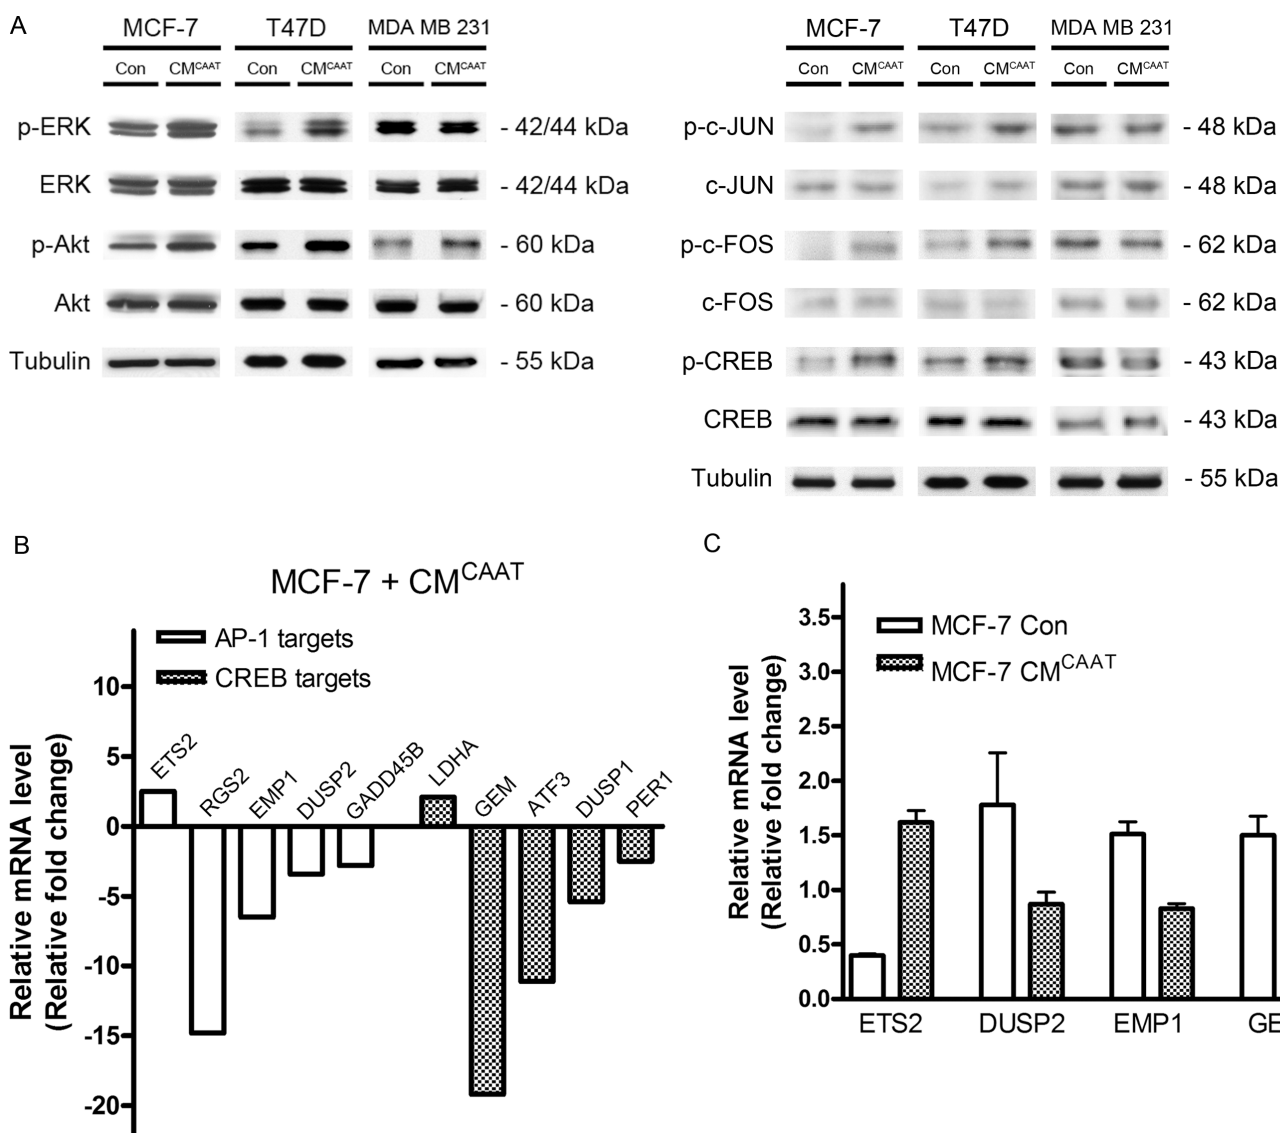 A
MCF-7 T47D MDA MB 231
Con CMCAAT Con CMCAAT Con CMCAAT
p-ERK - 42/44 kDa
ERK - 42/44 kDa
p-Akt - 60 kDa
Akt - 60 kDa
Tubulin - 55 kDa
MCF-7 T47D MDA MB 231
Con CMCAAT Con CMCAAT Con CMCAAT
p-c-JUN - 48 kDa
c-JUN - 48 kDa
p-c-FOS - 62 kDa
c-FOS - 62 kDa
p-CREB - 43 kDa
CREB - 43 kDa
Tubulin - 55 kDa
B
MCF-7 + CMCAAT
AP-1 targets
CREB targets
Relative mRNA level
(Relative fold change)
10
5
0
-5
-10
-15
-20
ETS2
RGS2
EMP1
DUSP2
GADD45B
LDHA
GEM
ATF3
DUSP1
PER1
C
MCF-7 Con
MCF-7 CMCAAT
Relative mRNA level
(Relative fold change)
3.5
3.0
2.5
2.0
1.5
1.0
0.5
0.0
ETS2 DUSP2 EMP1 GE